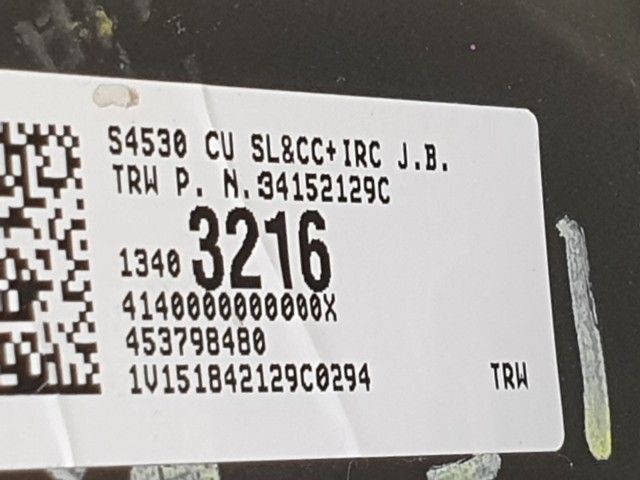 S4530 CU SL&CC+IRC J.B.
TRW P. N.:34152129C
1340 3216
4140000000000X
453798480
1V151842129C0294 TRW